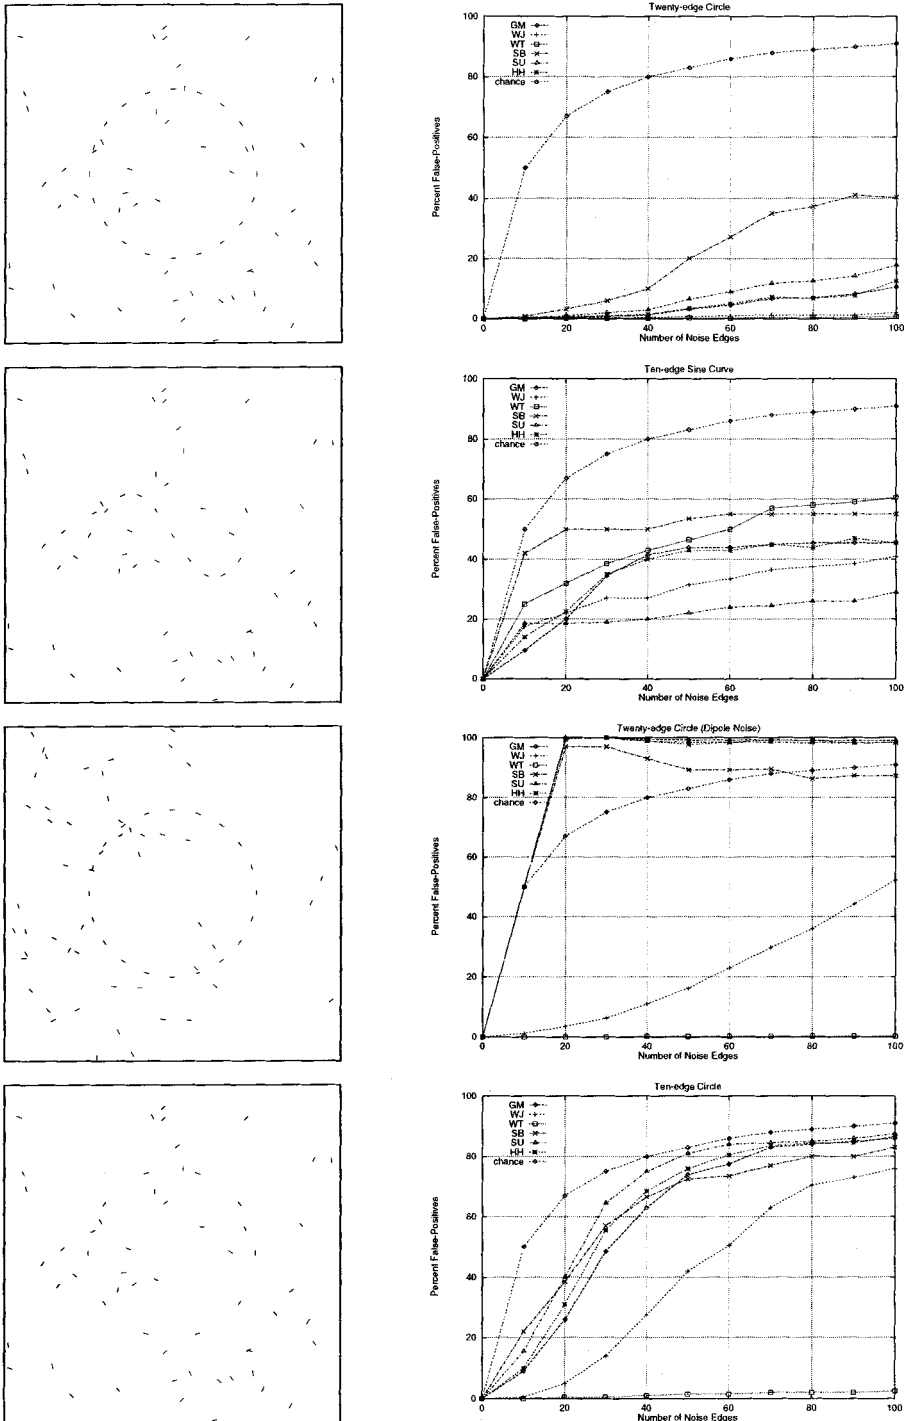 Twenty-edge Circle
GM
WJ
WT
SB
SU
HH
chance
100
80
60
40
20
0
Percent False-Positives
0 20 40 60 80 100
Number of Noise Edges
Ten-edge Sine Curve
GM
WJ
WT
SB
SU
HH
chance
100
80
60
40
20
0
Percent False-Positives
0 20 40 60 80 100
Number of Noise Edges
Twenty-edge Circle (Dipole Noise)
GM
WJ
WT
SB
SU
HH
chance
100
80
60
40
20
0
Percent False-Positives
0 20 40 60 80 100
Number of Noise Edges
Ten-edge Circle
GM
WJ
WT
SB
SU
HH
chance
100
80
60
40
20
0
Percent False-Positives
0 20 40 60 80 100
Number of Noise Edges